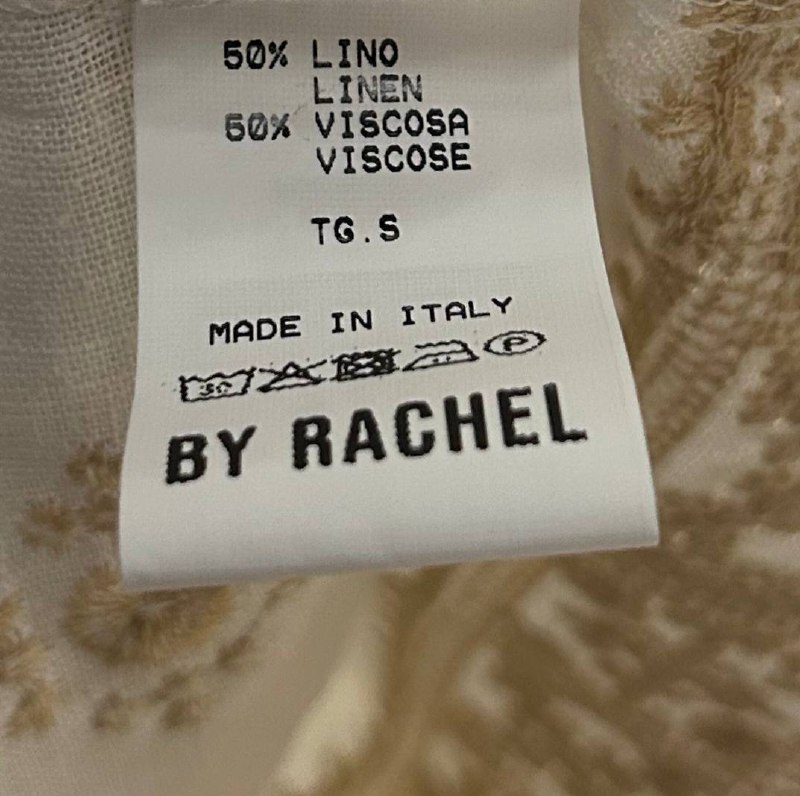 50% LINO
LINEN
50% VISCOSA
VISCOSE
TG.S
MADE IN ITALY
30 P
BY RACHEL